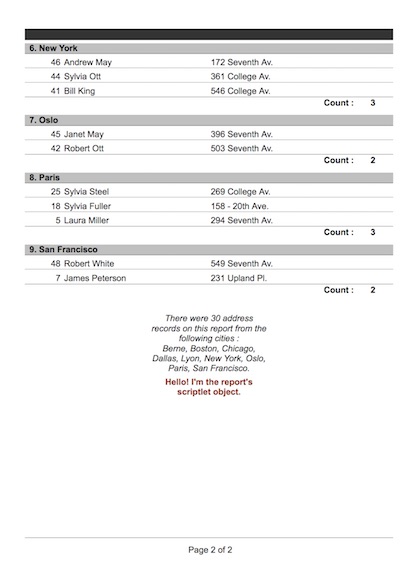 6. New York
46 Andrew May 172 Seventh Av.
44 Sylvia Ott 361 College Av.
41 Bill King 546 College Av.
Count : 3
7. Oslo
45 Janet May 396 Seventh Av.
42 Robert Ott 503 Seventh Av.
Count : 2
8. Paris
25 Sylvia Steel 269 College Av.
18 Sylvia Fuller 158 - 20th Ave.
5 Laura Miller 294 Seventh Av.
Count : 3
9. San Francisco
48 Robert White 549 Seventh Av.
7 James Peterson 231 Upland Pl.
Count : 2
There were 30 address
records on this report from the
following cities :
Berne, Boston, Chicago,
Dallas, Lyon, New York, Oslo,
Paris, San Francisco.
Hello! I'm the report's
scriptlet object.
Page 2 of 2